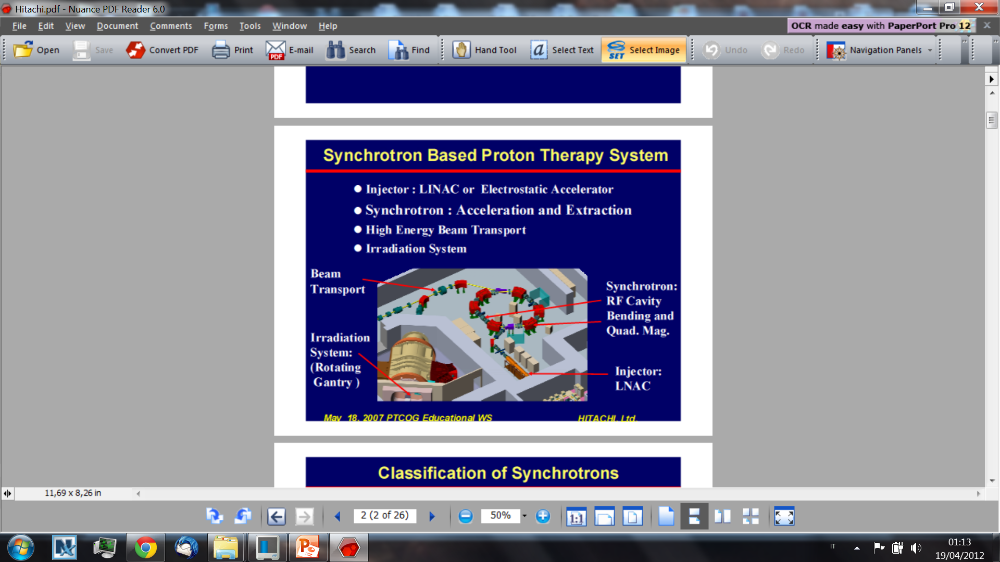 Hitachi.pdf - Nuance PDF Reader 6.0
File Edit View Document Comments Forms Tools Window Help
OCR made easy with PaperPort Pro 12
Open Save Convert PDF Print E-mail Search Find Hand Tool Select Text Select Image Undo Redo Navigation Panels
PDF
a
SET
Synchrotron Based Proton Therapy System
Injector : LINAC or Electrostatic Accelerator
Synchrotron : Acceleration and Extraction
High Energy Beam Transport
Irradiation System
Beam
Transport
Synchrotron:
RF Cavity
Bending and
Quad. Mag.
Irradiation
System:
(Rotating
Gantry )
Injector:
LNAC
May 18, 2007 PTCOG Educational WS
HITACHI, Ltd.
Classification of Synchrotrons
11,69 x 8,26 in
2 (2 of 26)
50%
1:1
IT
01:13
19/04/2012